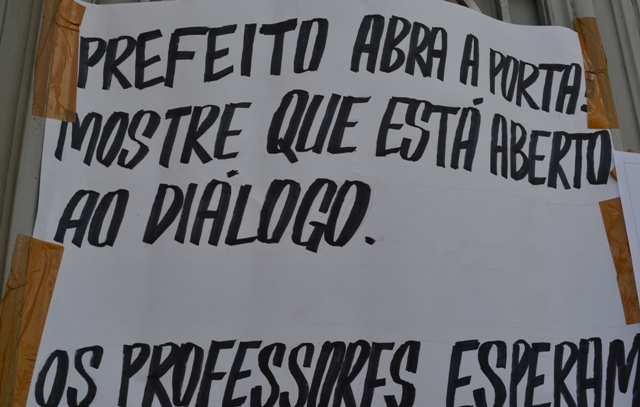 PREFEITO ABRA A PORTA!
MOSTRE QUE ESTÁ ABERTO
AO DIÁLOGO.
OS PROFESSORES ESPERAM